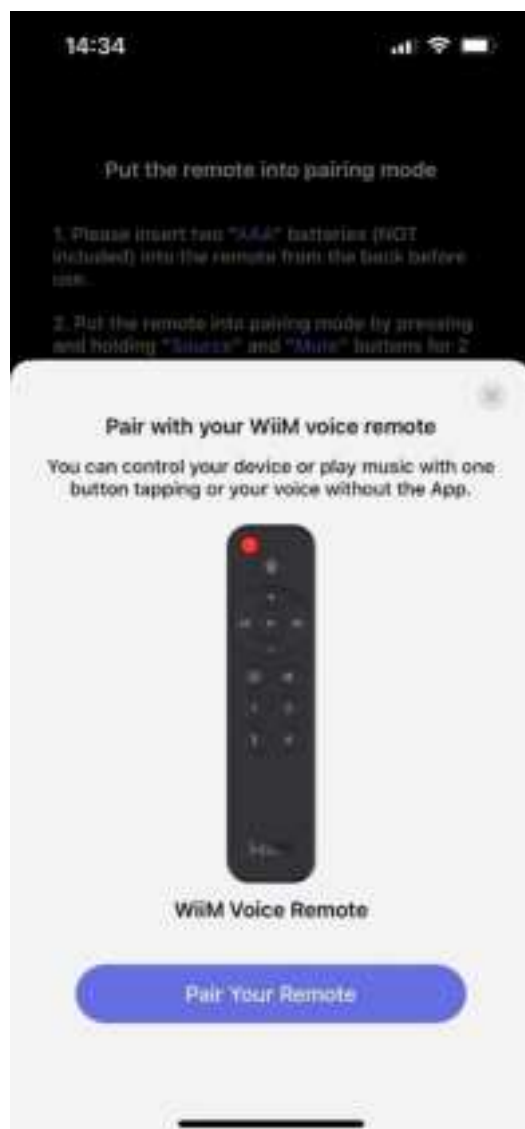 14:34
Put the remote into pairing mode
1. Please insert two "AAA" batteries (NOT
included) into the remote from the back before
use.
2. Put the remote into pairing mode by pressing
and holding "Source" and "Mute" buttons for 2
Pair with your WiiM voice remote
You can control your device or play music with one
button tapping or your voice without the App.
WiiM Voice Remote
Pair Your Remote